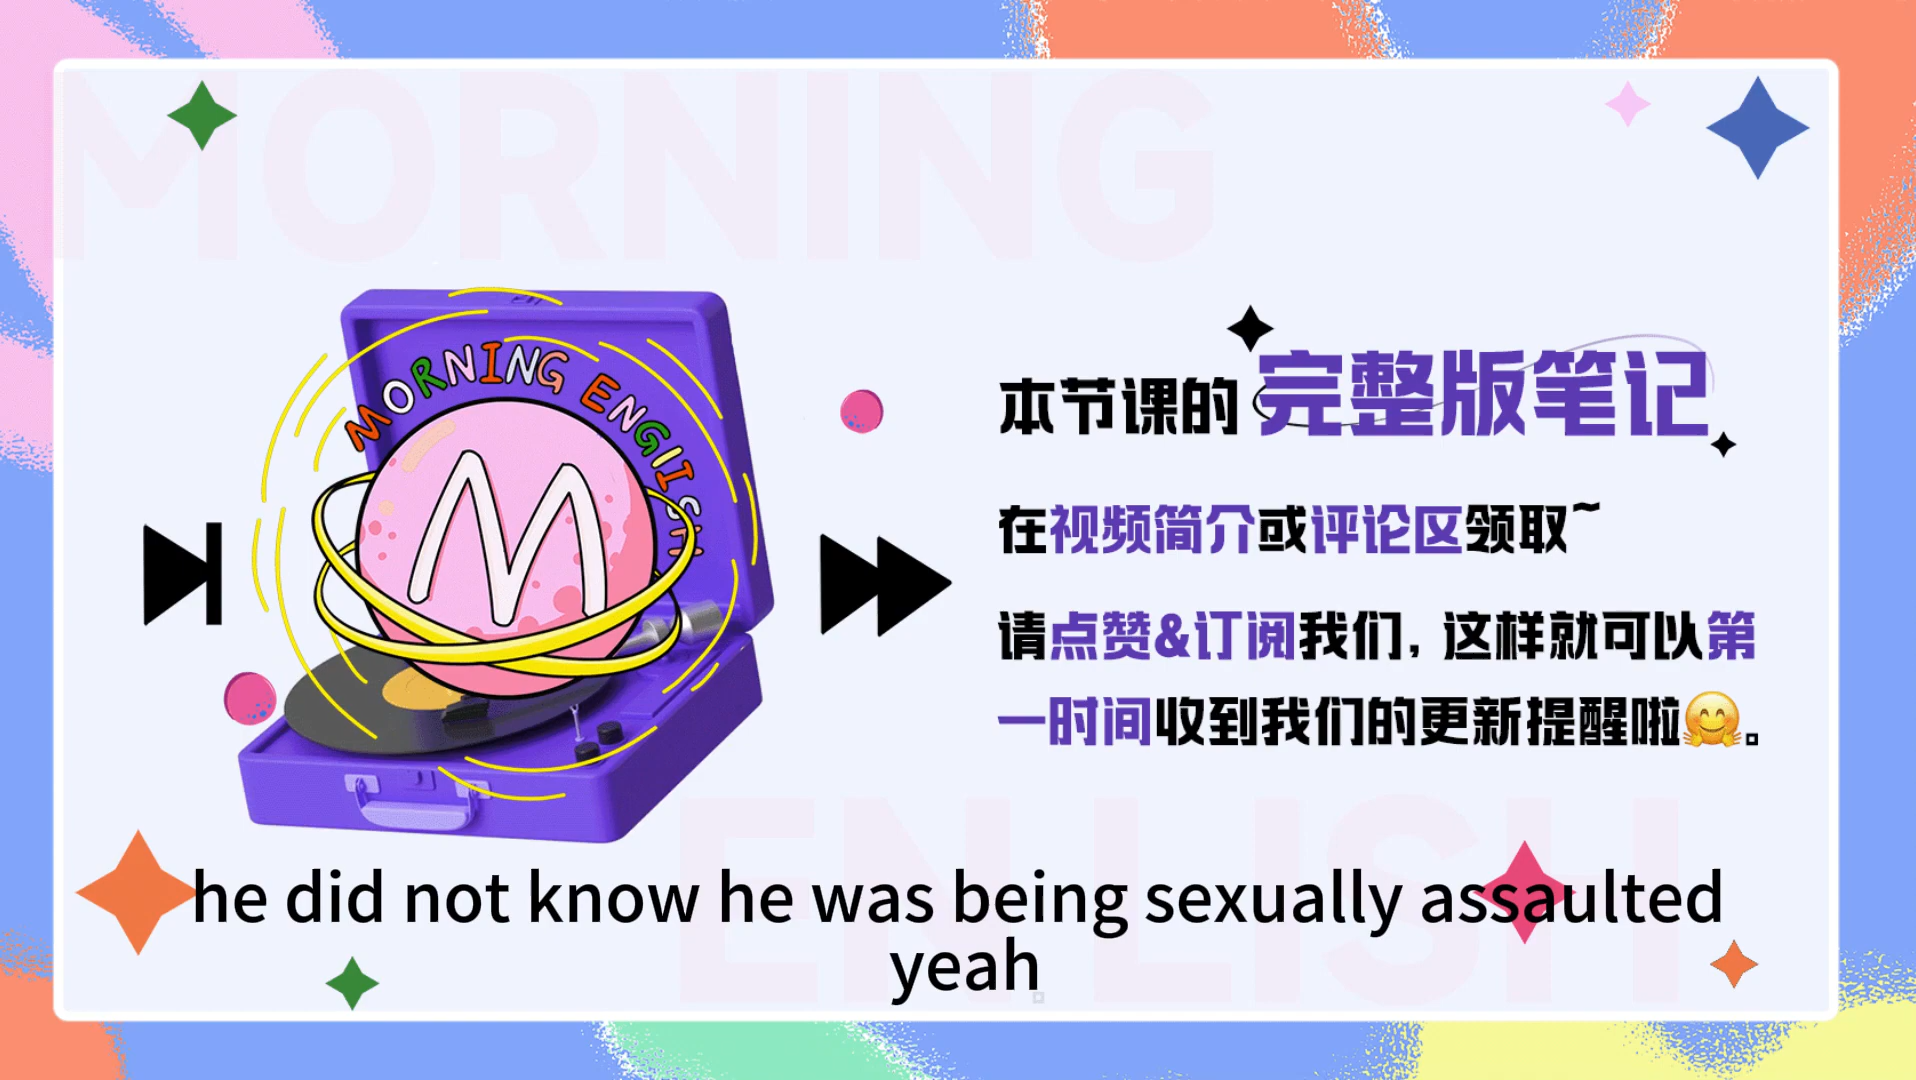 MORNING
MORNING ENGlISH
M
本节课的 完整版笔记
在视频简介或评论区领取~
请点赞&订阅我们,这样就可以第
一时间收到我们的更新提醒啦🤗。
EN LISH
he did not know he was being sexually assaulted
yeah